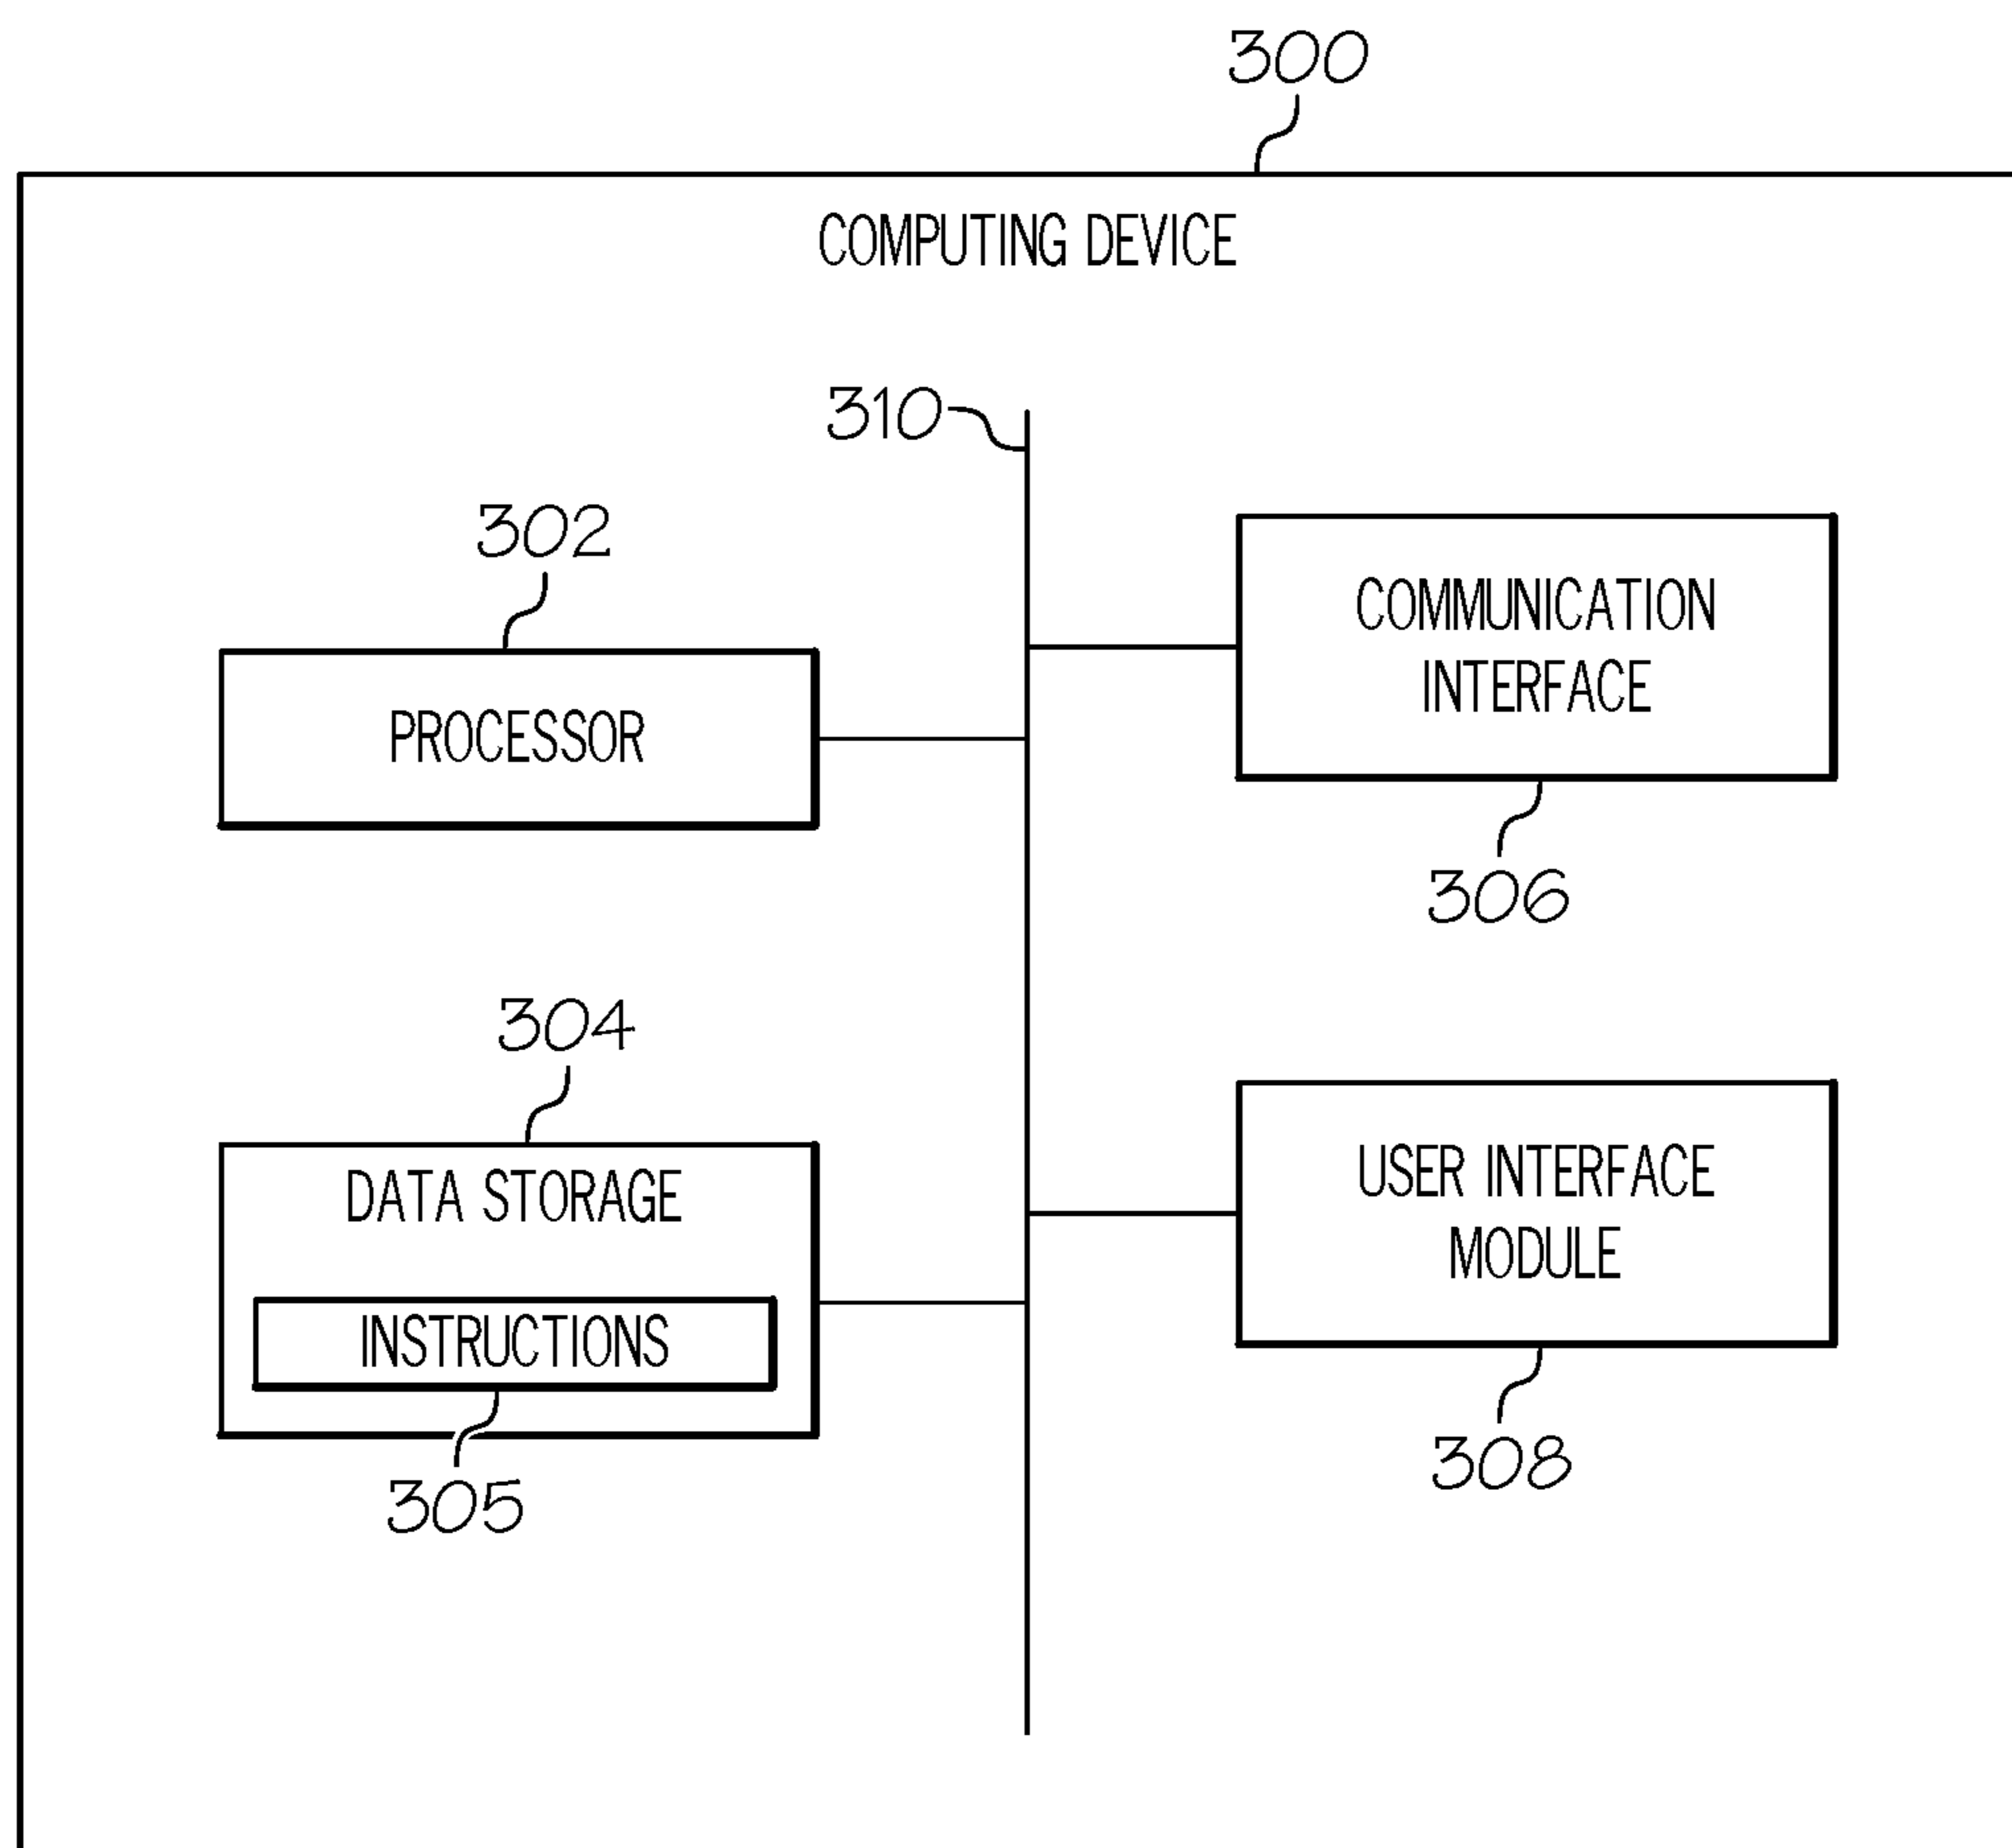 300
COMPUTING DEVICE
310
302
PROCESSOR
COMMUNICATION
INTERFACE
306
304
DATA STORAGE
INSTRUCTIONS
305
USER INTERFACE
MODULE
308